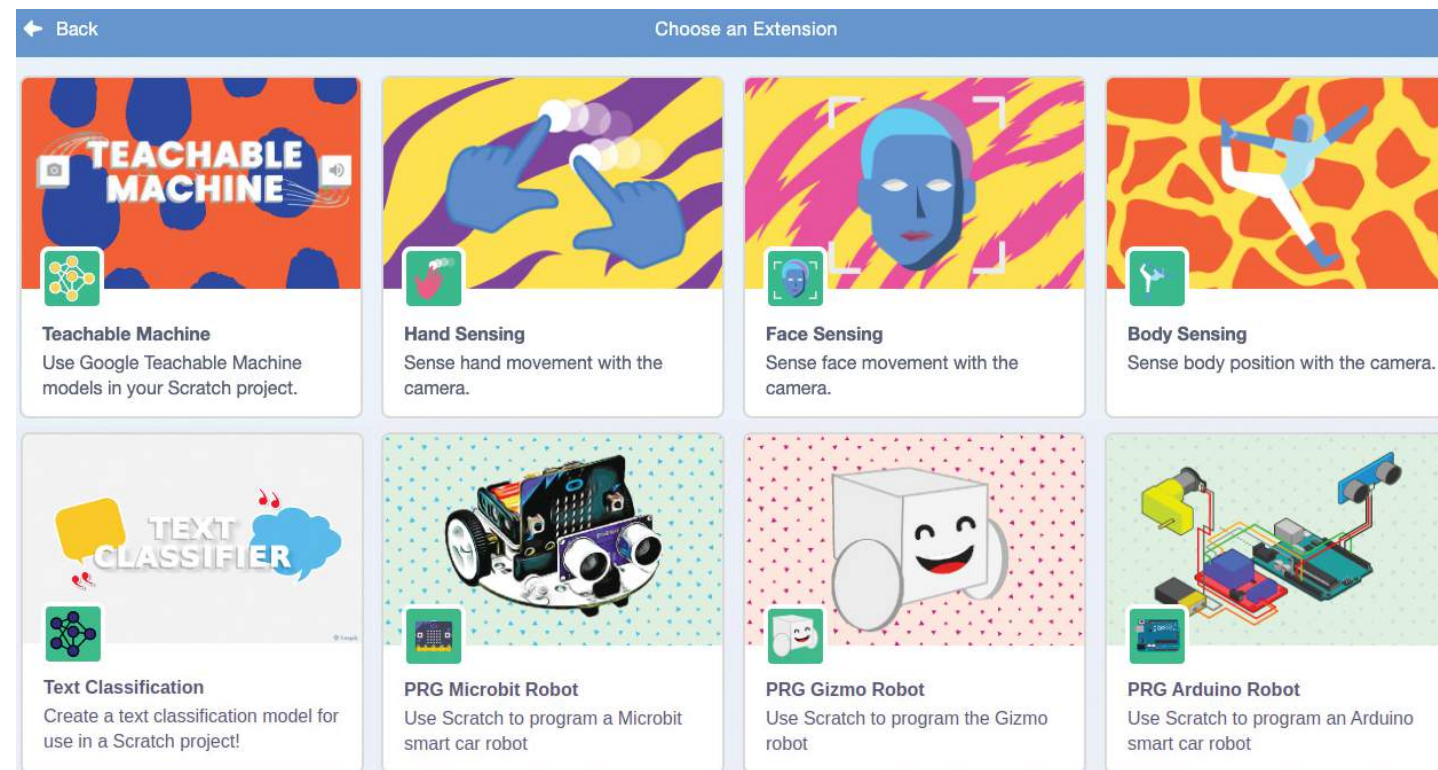 Back
Choose an Extension
TEACHABLE
MACHINE
Teachable Machine
Use Google Teachable Machine
models in your Scratch project.
Hand Sensing
Sense hand movement with the
camera.
Face Sensing
Sense face movement with the
camera.
Body Sensing
Sense body position with the camera.
TEXT
CLASSIFIER
Text Classification
Create a text classification model for
use in a Scratch project!
PRG Microbit Robot
Use Scratch to program a Microbit
smart car robot
PRG Gizmo Robot
Use Scratch to program the Gizmo
robot
PRG Arduino Robot
Use Scratch to program an Arduino
smart car robot